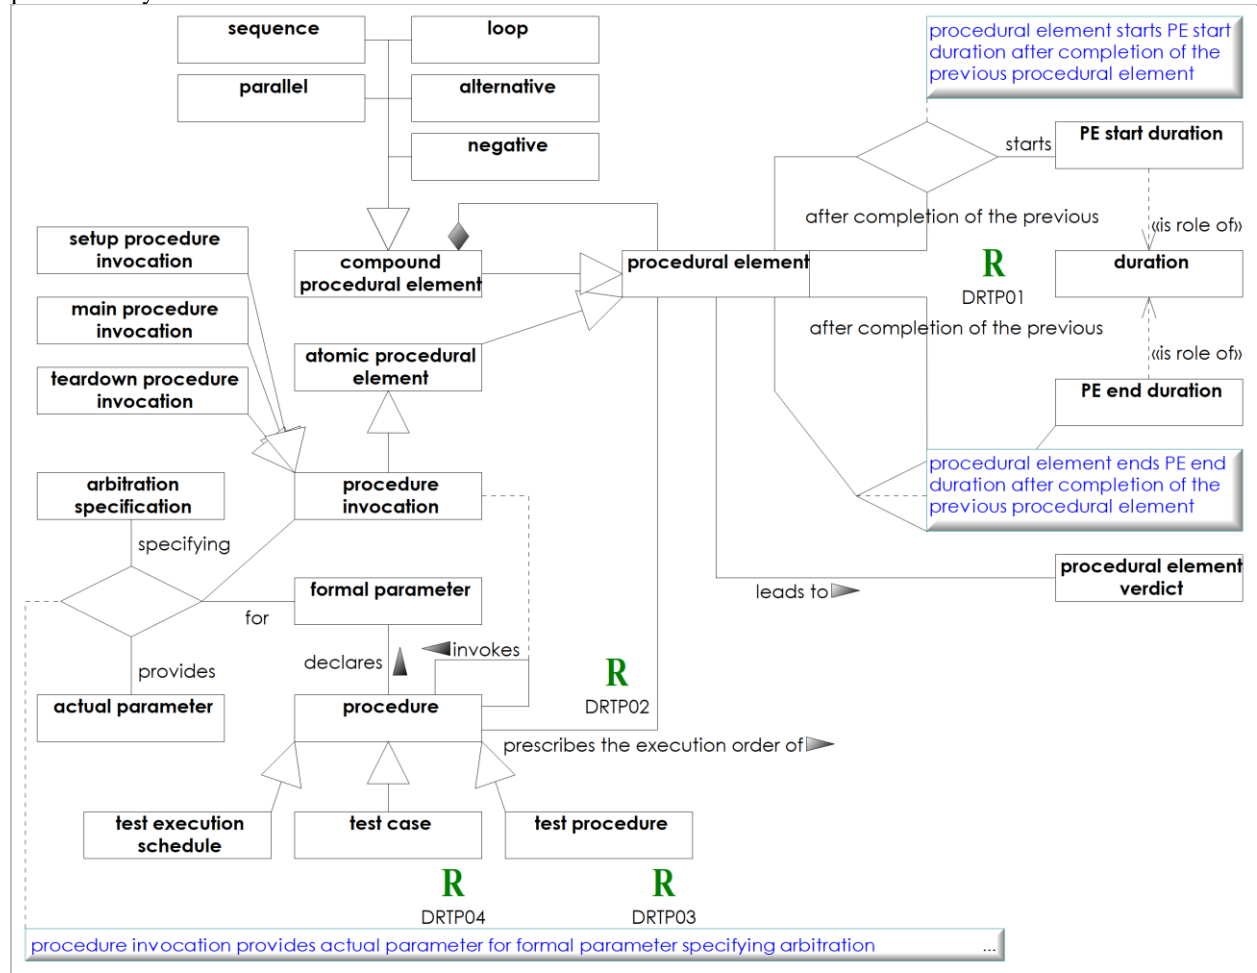 sequence
loop
parallel
alternative
negative
procedural element starts PE start
duration after completion of the
previous procedural element
starts
PE start duration
after completion of the previous
«is role of»
setup procedure
invocation
compound
procedural element
procedural element
R
DRTP01
duration
main procedure
invocation
after completion of the previous
atomic procedural
element
«is role of»
teardown procedure
invocation
PE end duration
arbitration
specification
procedure
invocation
procedural element ends PE end
duration after completion of the
previous procedural element
specifying
formal parameter
procedural element
verdict
leads to
for
declares
invokes
provides
R
DRTP02
actual parameter
procedure
prescribes the execution order of
test execution
schedule
test case
test procedure
R
DRTP04
R
DRTP03
procedure invocation provides actual parameter for formal parameter specifying arbitration ...